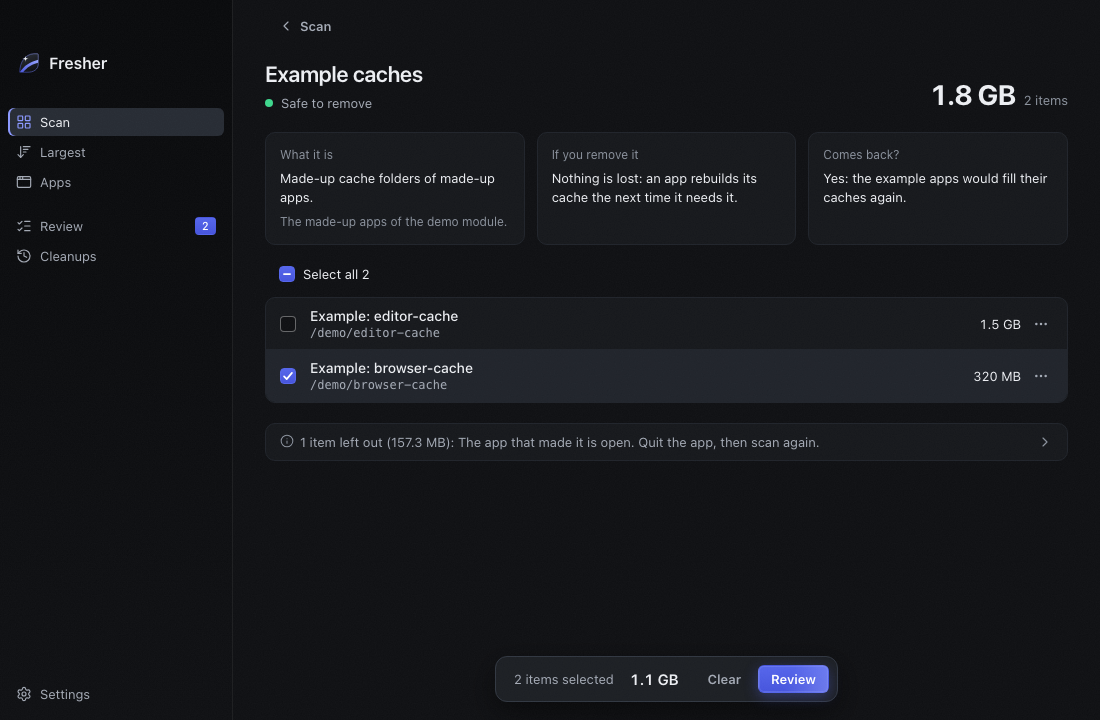 Scan
Fresher
Example caches
Safe to remove
1.8 GB 2 items
Scan
Largest
Apps
Review 2
Cleanups
What it is
Made-up cache folders of made-up
apps.
The made-up apps of the demo module.
If you remove it
Nothing is lost: an app rebuilds its
cache the next time it needs it.
Comes back?
Yes: the example apps would fill their
caches again.
Select all 2
Example: editor-cache
/demo/editor-cache
1.5 GB
Example: browser-cache
/demo/browser-cache
320 MB
1 item left out (157.3 MB): The app that made it is open. Quit the app, then scan again.
2 items selected 1.1 GB Clear Review
Settings